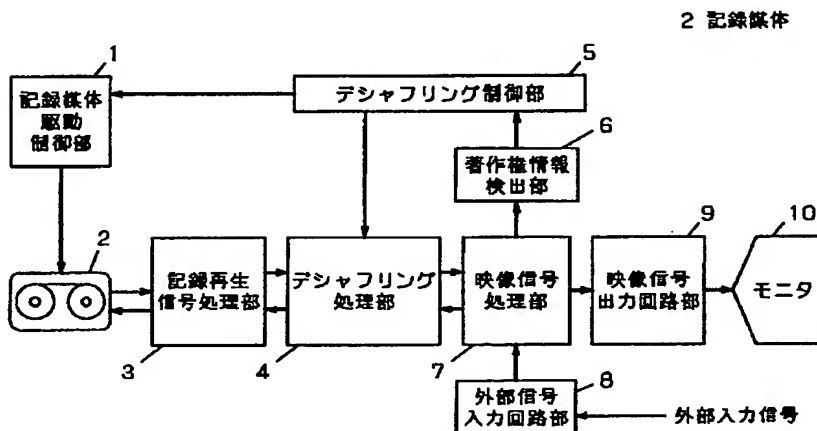 2 記録媒体
1
記録媒体
駆動
制御部
5
デシャフリング制御部
6
著作権情報
検出部
2
記録再生
信号処理部
3
デシャフリング
処理部
4
映像信号
処理部
7
9
映像信号
出力回路部
10
モニタ
8
外部信号
入力回路部
外部入力信号